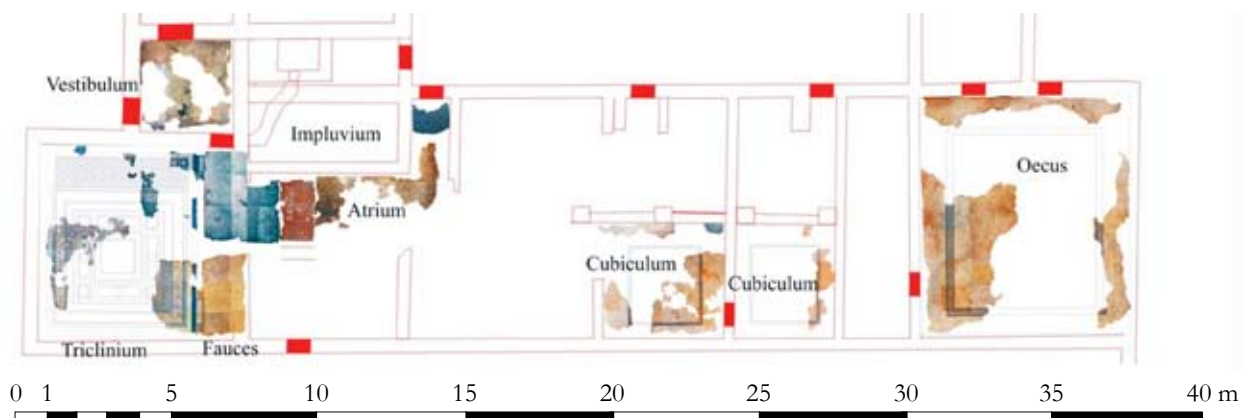 Vestibulum
Impluvium
Oecus
Atrium
Cubiculum
Cubiculum
Triclinium
Fauces
0 1 5 10 15 20 25 30 35 40 m